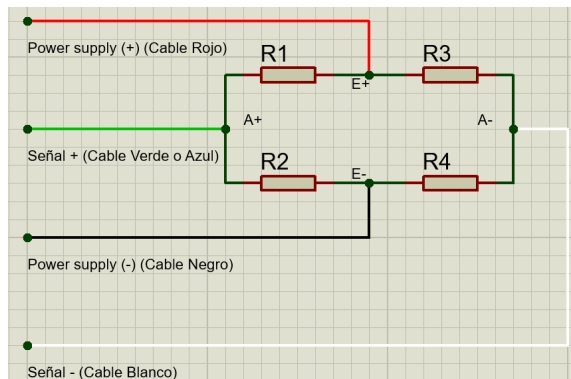 Power supply (+) (Cable Rojo)
R1
R3
E+
A+
A-
Señal + (Cable Verde o Azul)
R2
R4
E-
Power supply (-) (Cable Negro)
Señal - (Cable Blanco)